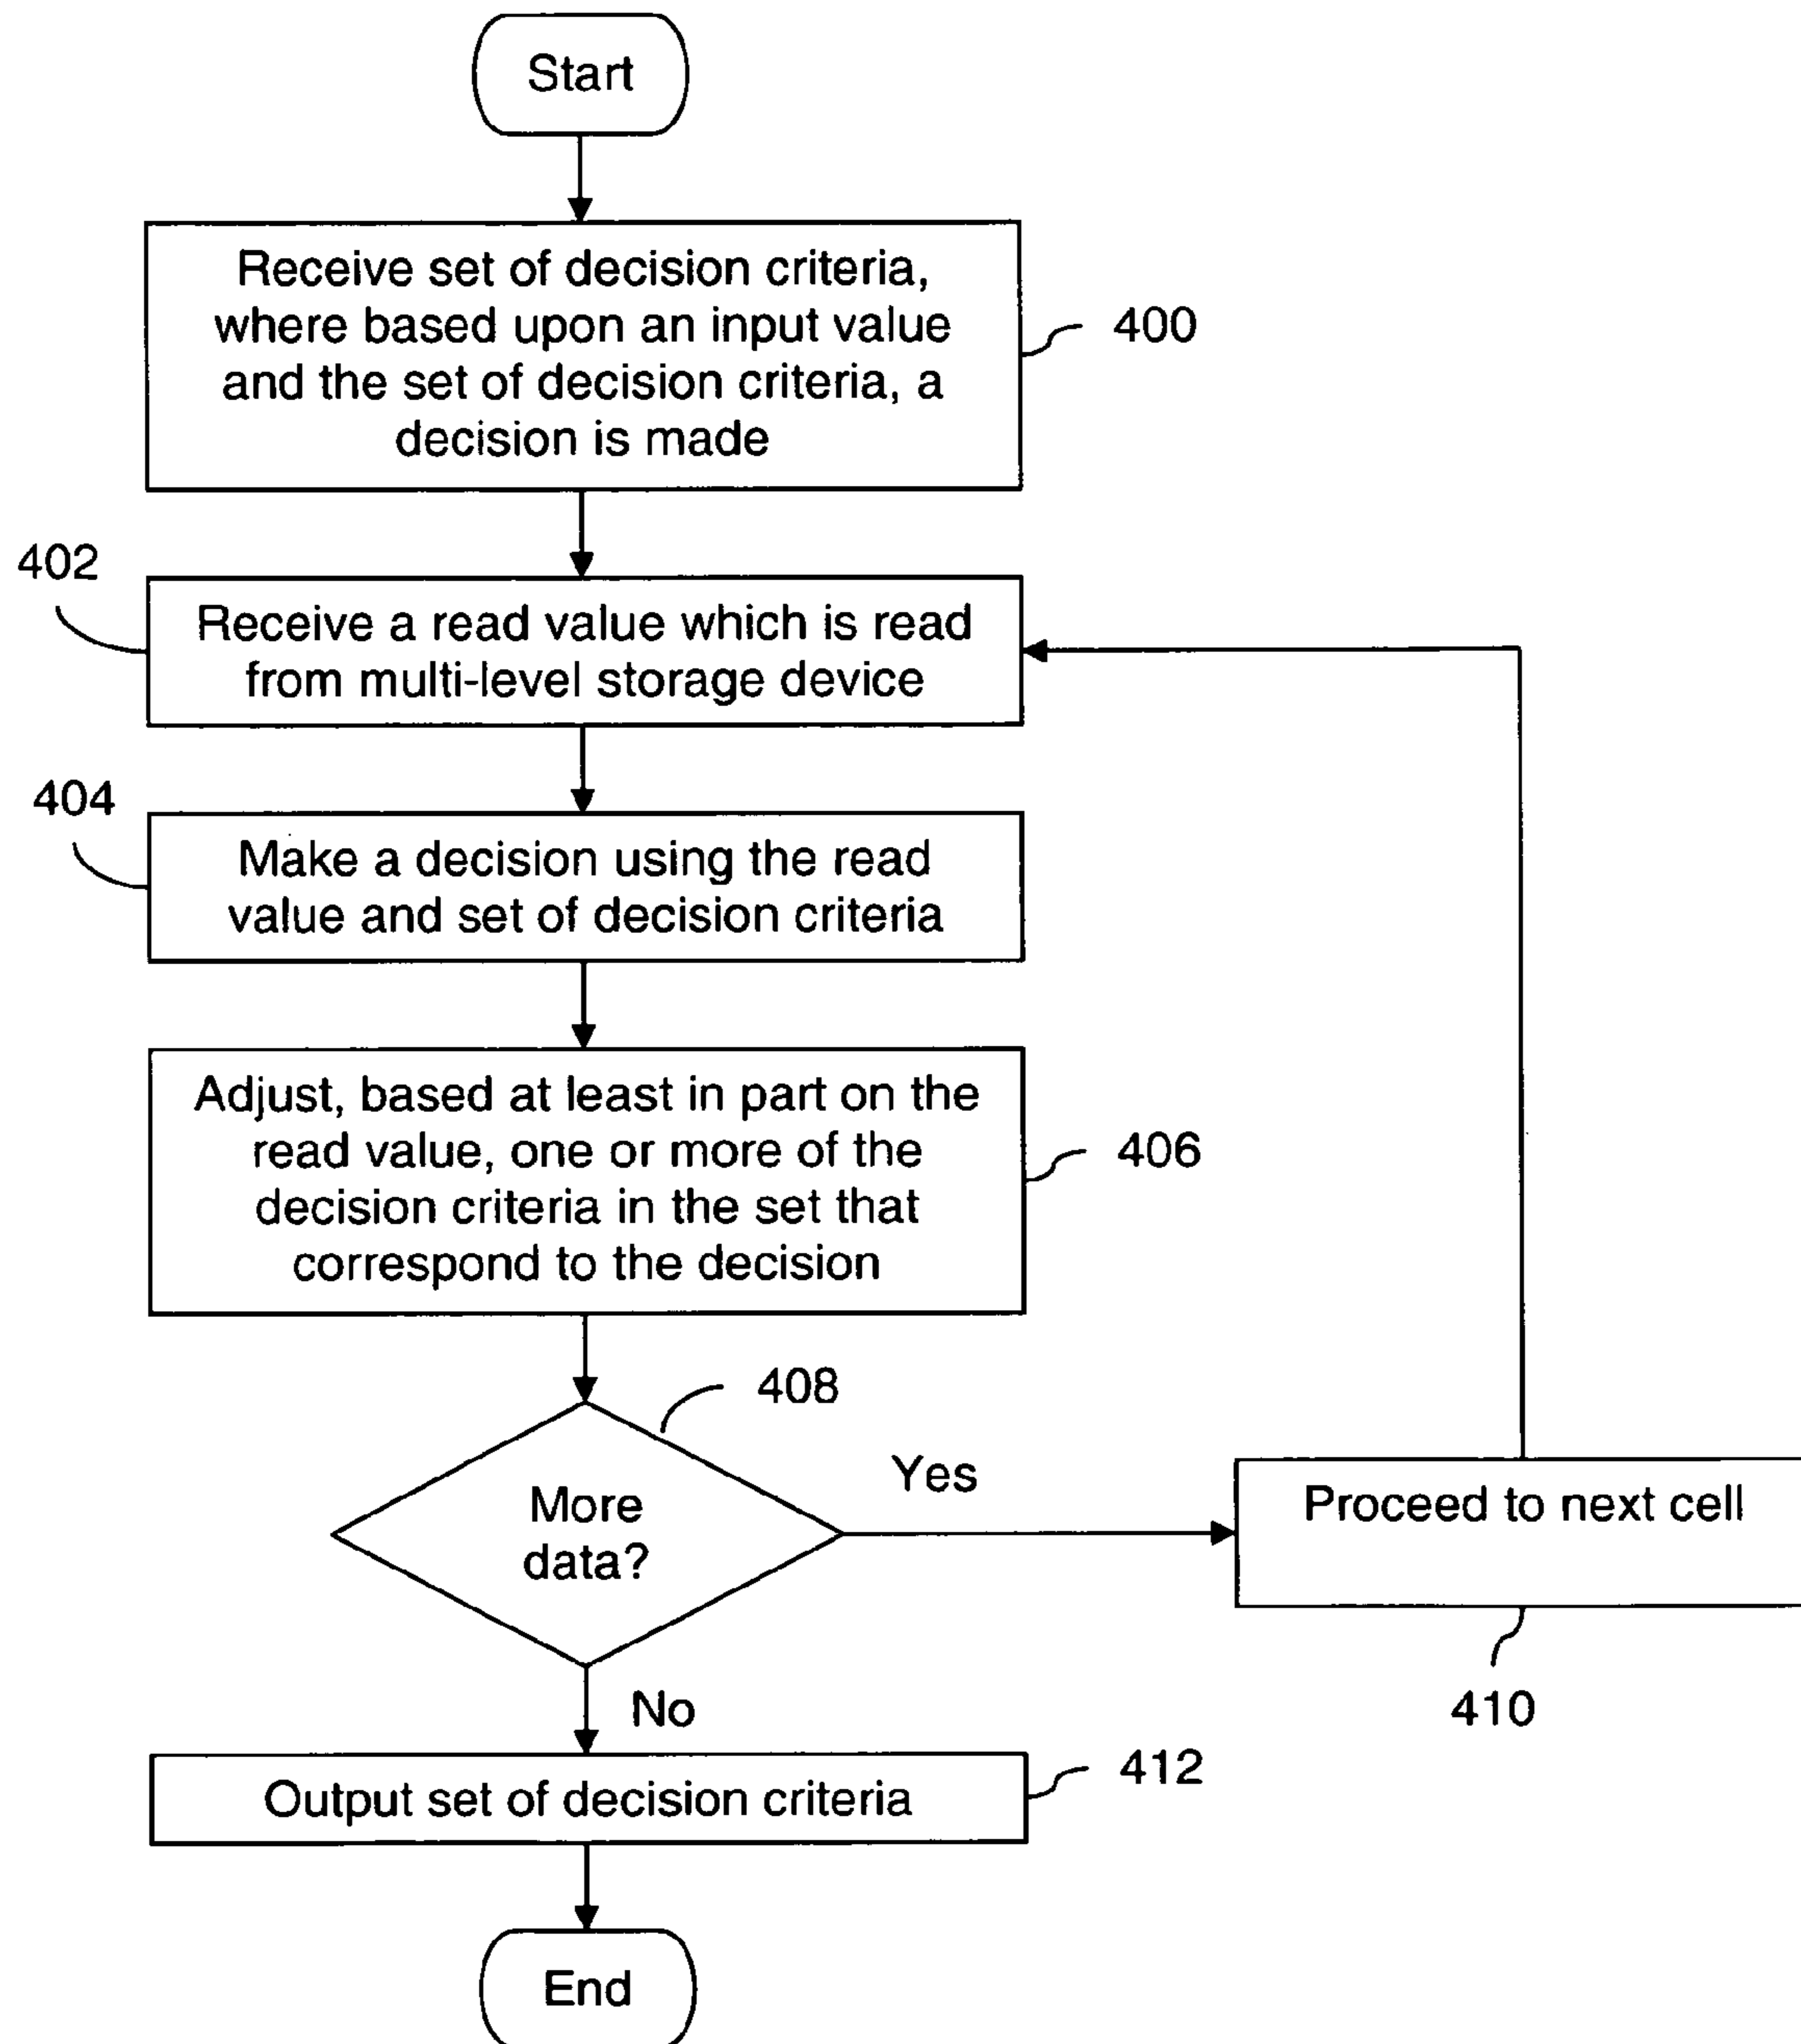 Start
Receive set of decision criteria,
where based upon an input value
and the set of decision criteria, a
decision is made
400
402
Receive a read value which is read
from multi-level storage device
404
Make a decision using the read
value and set of decision criteria
Adjust, based at least in part on the
read value, one or more of the
decision criteria in the set that
correspond to the decision
406
408
More
data?
Yes
Proceed to next cell
410
No
Output set of decision criteria
412
End